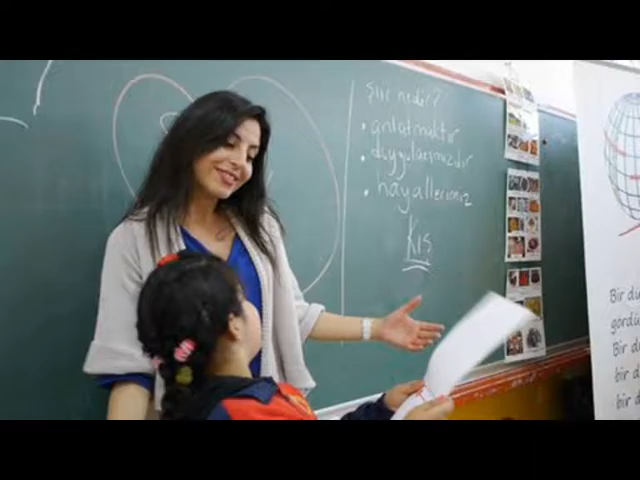 şiir nedir?
• anlatmaktır
• duygularımızdır
• hayallerimiz
Kış
Bir dü
gördü
Bir d
bir d
bir d